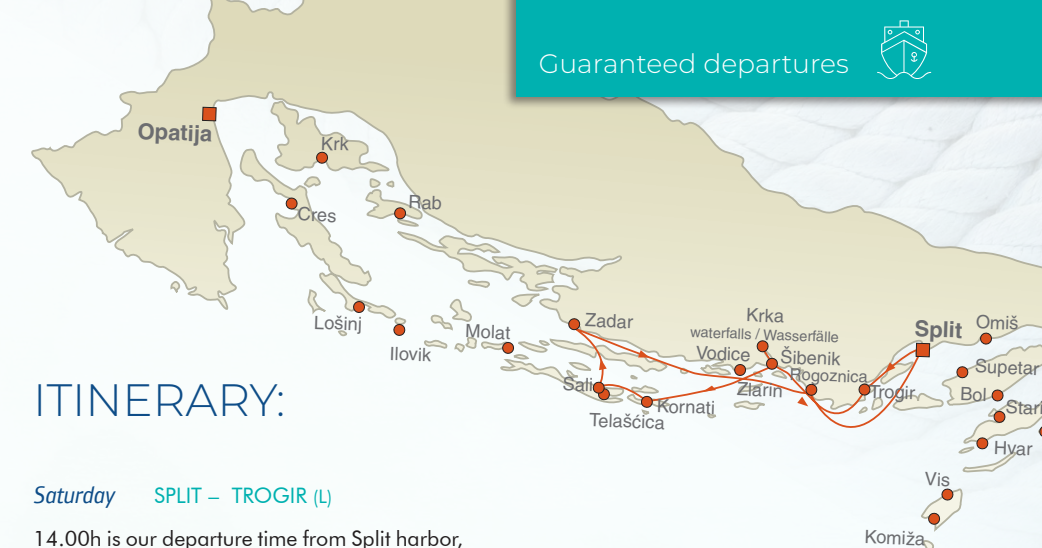 Guaranteed departures
Opatija
Krk
Cres
Rab
Lošinj
Ilovik
Molat
Zadar
Krka
waterfalls / Wasserfälle
Vodice
Šibenik
Rogoznica
Zlarin
Split
Omiš
Trogir
Supetar
Bol
Stari
Hvar
Sali
Kornati
Telašćica
Vis
Komiža
ITINERARY:
Saturday SPLIT – TROGIR (L)
14.00h is our departure time from Split harbor,